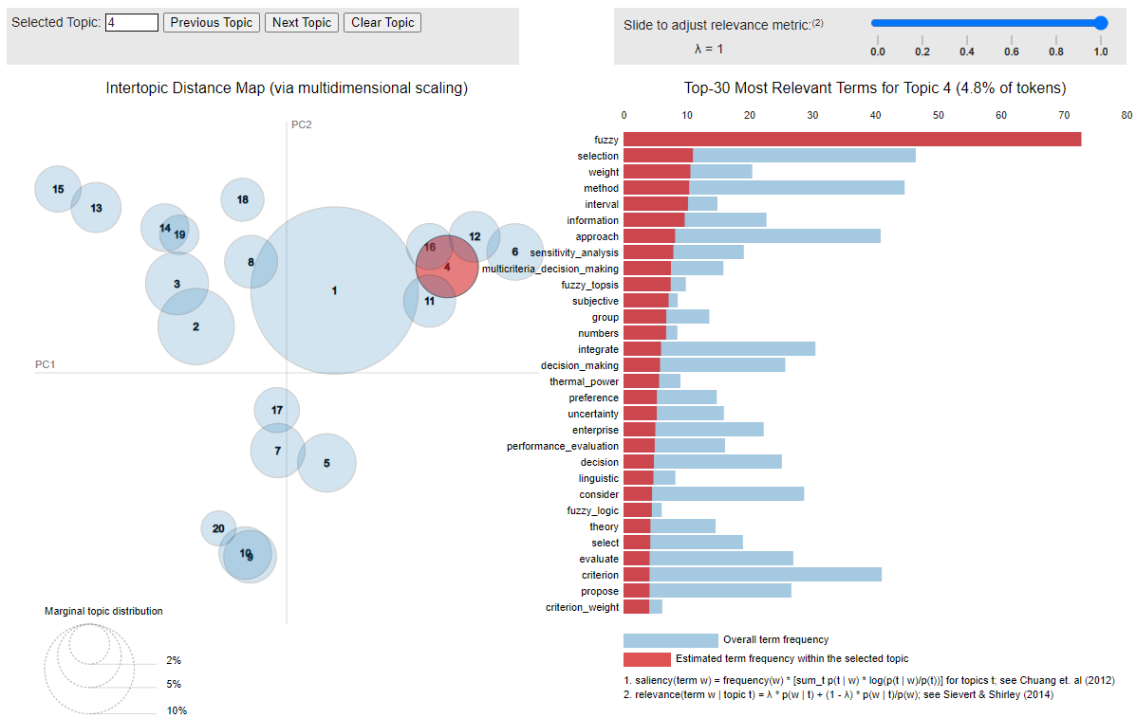 Selected Topic: 4 Previous Topic Next Topic Clear Topic
Slide to adjust relevance metric:(2)
λ = 1
0.0 0.2 0.4 0.6 0.8 1.0
Intertopic Distance Map (via multidimensional scaling)
PC2
PC1
15
13
18
14
19
16
12
6
4
8
3
1
11
2
17
7
5
20
10
9
Marginal topic distribution
2%
5%
10%
Top-30 Most Relevant Terms for Topic 4 (4.8% of tokens)
0 10 20 30 40 50 60 70 80
fuzzy
selection
weight
method
interval
information
approach
sensitivity_analysis
multicriteria_decision_making
fuzzy_topsis
subjective
group
numbers
integrate
decision_making
thermal_power
preference
uncertainty
enterprise
performance_evaluation
decision
linguistic
consider
fuzzy_logic
theory
select
evaluate
criterion
propose
criterion_weight
Overall term frequency
Estimated term frequency within the selected topic
1. saliency(term w) = frequency(w) * [sum_t p(t | w) * log(p(t | w)/p(t))] for topics t; see Chuang et. al (2012)
2. relevance(term w | topic t) = λ * p(w | t) + (1 - λ) * p(w | t)/p(w); see Sievert & Shirley (2014)